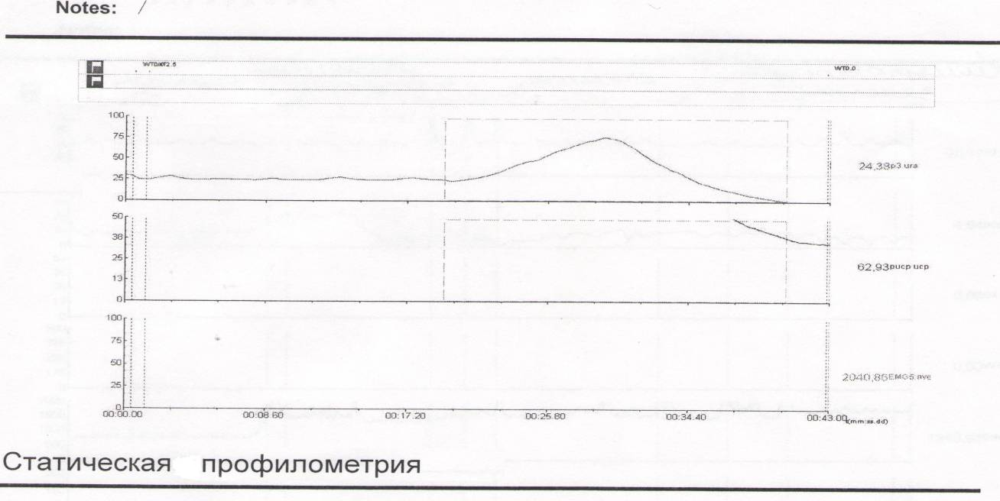 Notes: /
WTD.0
100
75
50
25
0
24,38p3 ura
50
38
25
13
0
62,93pucp ucp
100
75
50
25
0
2040,86EMG5 ave
00:00.00 00:08.60 00:17.20 00:25.80 00:34.40 00:43.00 t(mm:ss.dd)
Статическая профилометрия